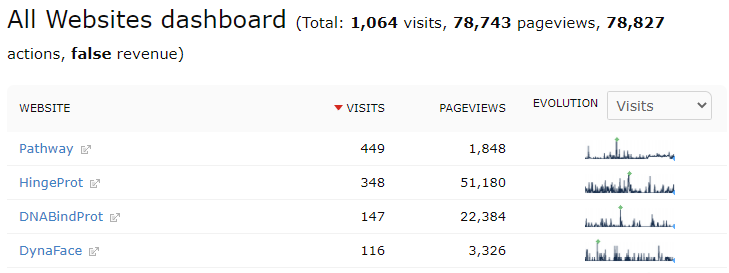 All Websites dashboard (Total: 1,064 visits, 78,743 pageviews, 78,827
actions, false revenue)
WEBSITE VISITS PAGEVIEWS EVOLUTION Visits
Pathway 449 1,848
HingeProt 348 51,180
DNABindProt 147 22,384
DynaFace 116 3,326